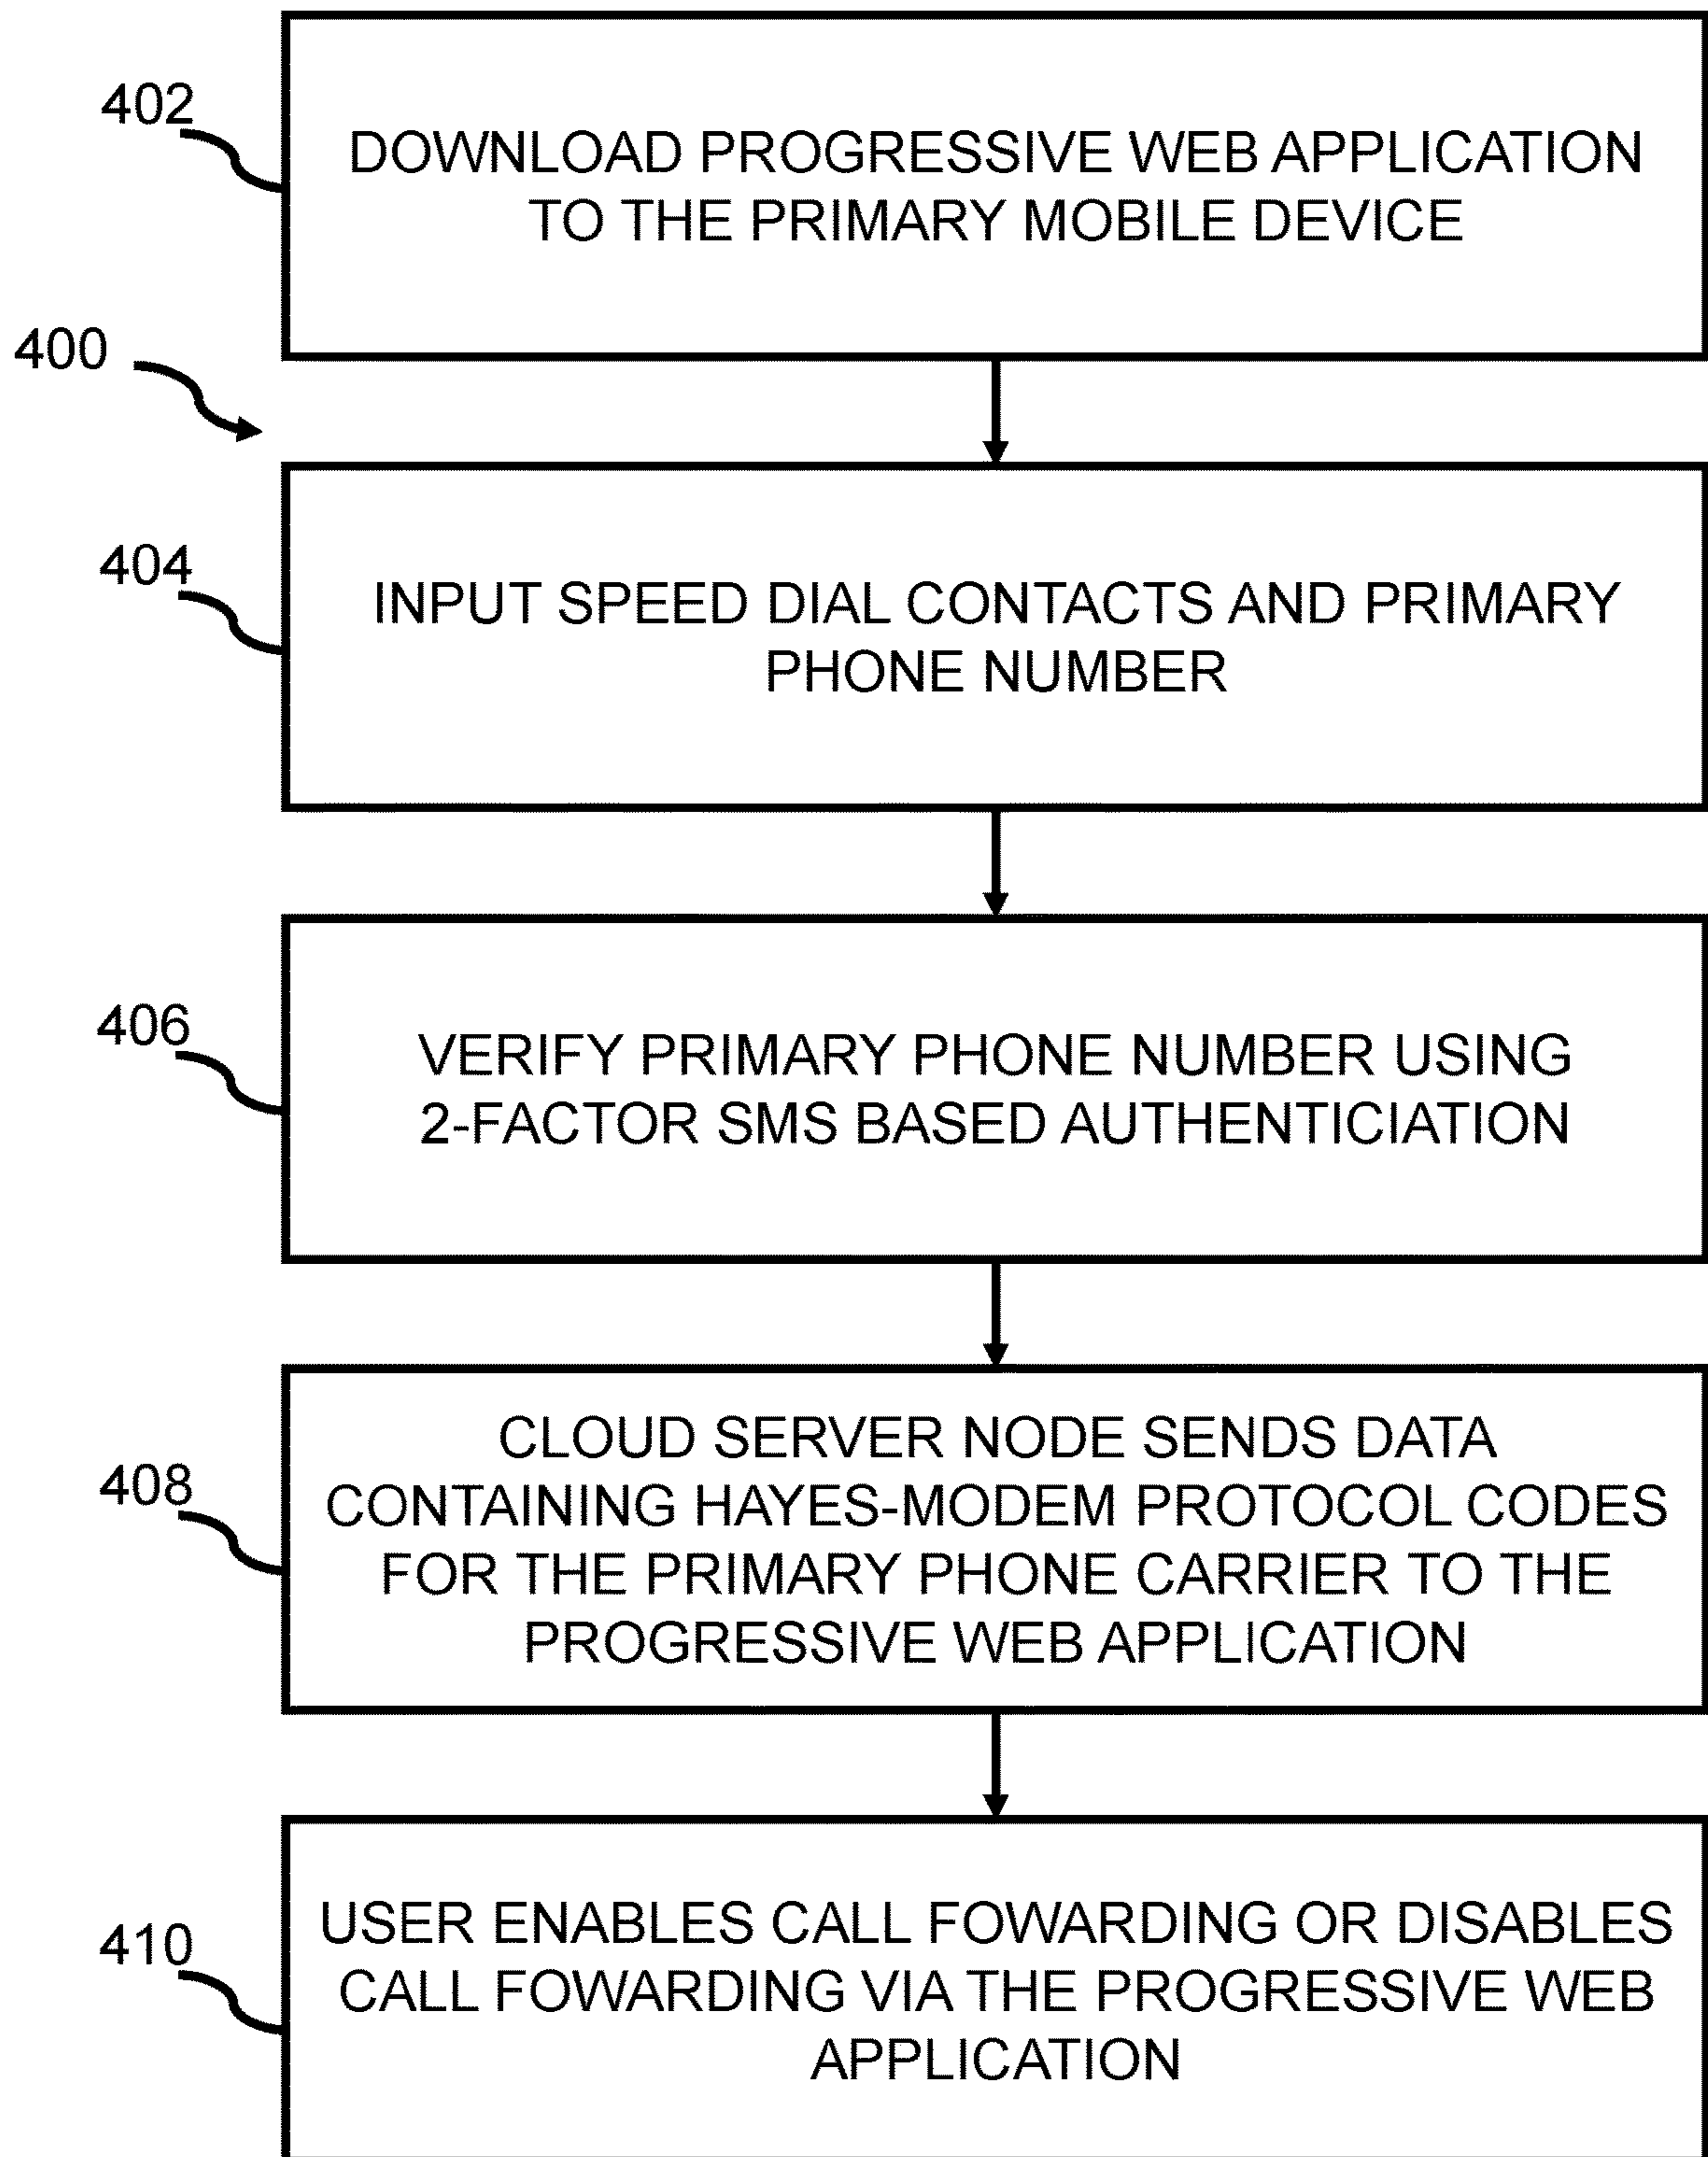 402
DOWNLOAD PROGRESSIVE WEB APPLICATION
TO THE PRIMARY MOBILE DEVICE
400
404
INPUT SPEED DIAL CONTACTS AND PRIMARY
PHONE NUMBER
406
VERIFY PRIMARY PHONE NUMBER USING
2-FACTOR SMS BASED AUTHENTICIATION
408
CLOUD SERVER NODE SENDS DATA
CONTAINING HAYES-MODEM PROTOCOL CODES
FOR THE PRIMARY PHONE CARRIER TO THE
PROGRESSIVE WEB APPLICATION
410
USER ENABLES CALL FOWARDING OR DISABLES
CALL FOWARDING VIA THE PROGRESSIVE WEB
APPLICATION